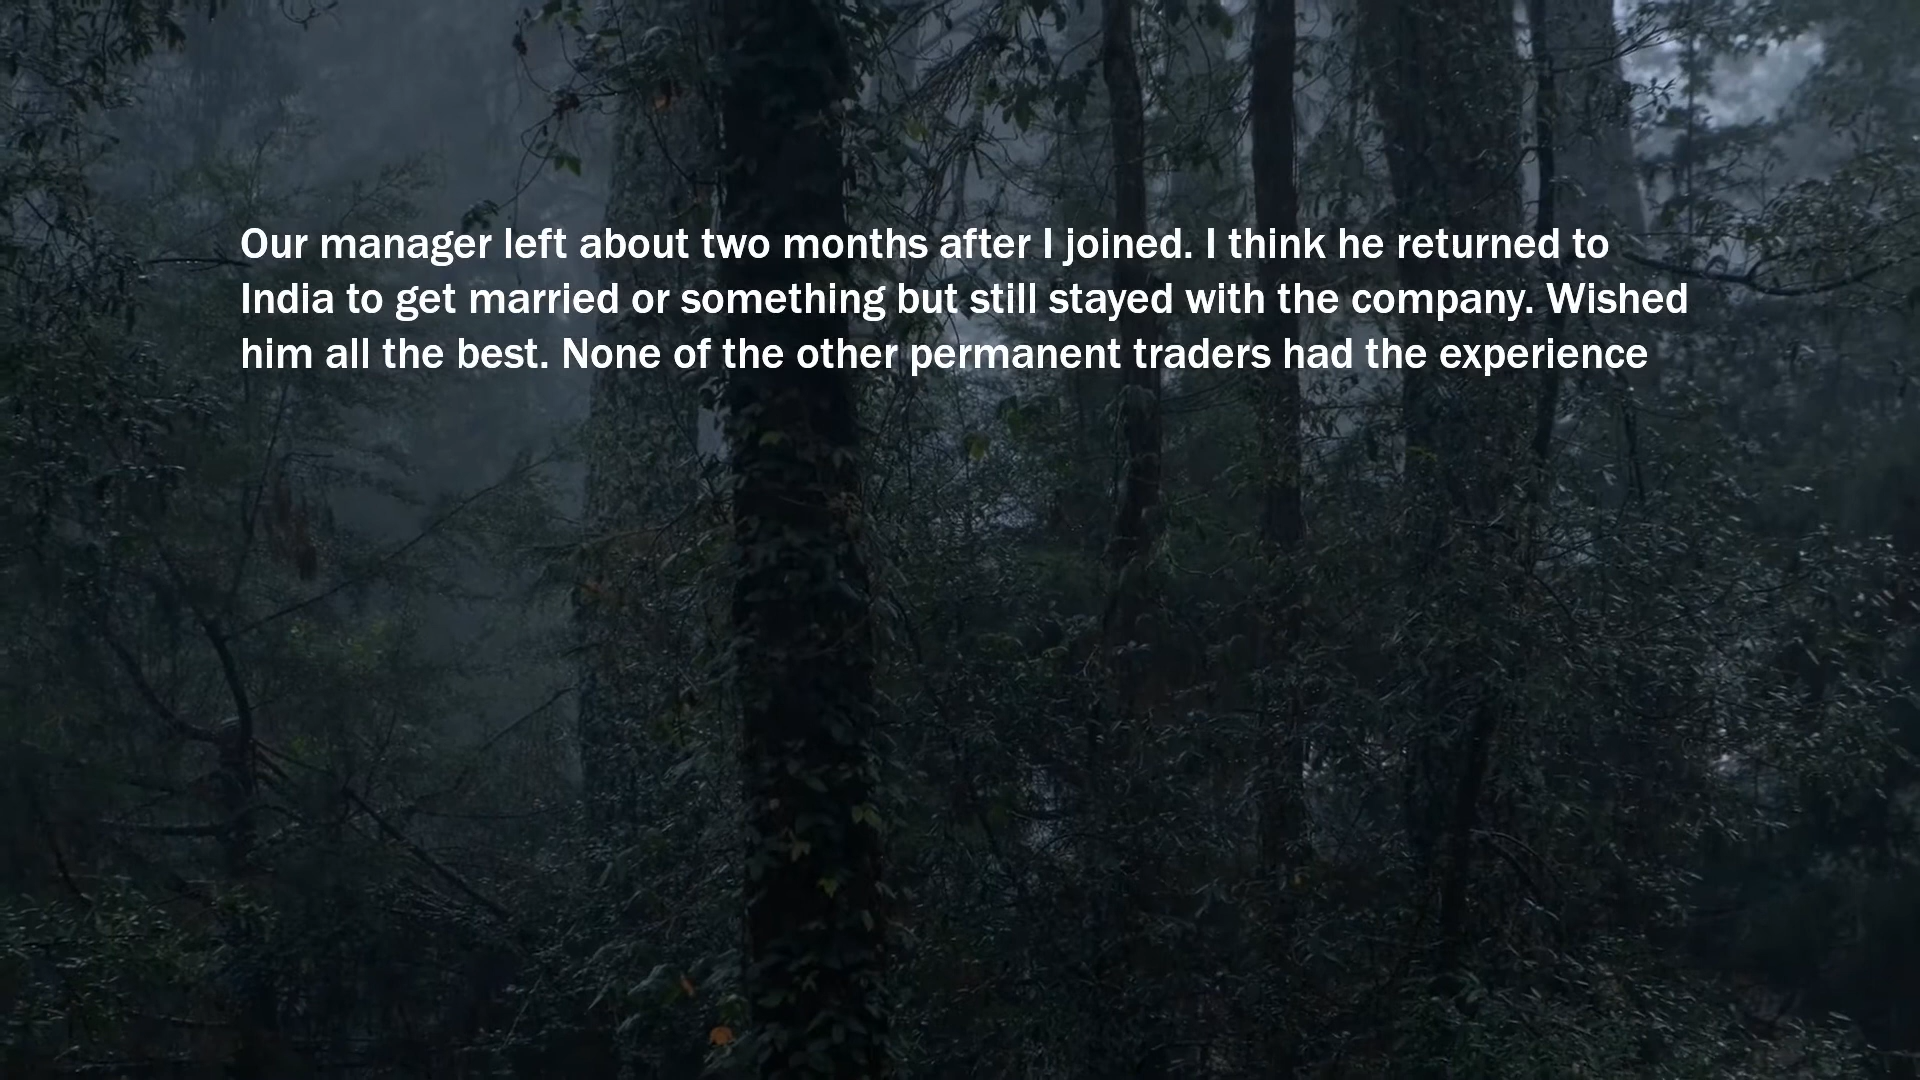 Our manager left about two months after I joined. I think he returned to
India to get married or something but still stayed with the company. Wished
him all the best. None of the other permanent traders had the experience